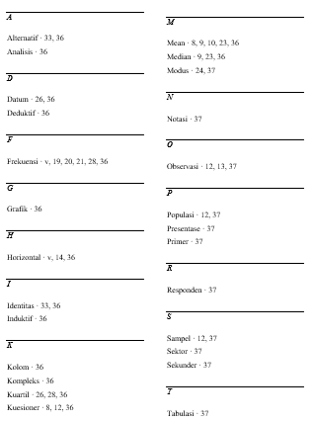 A
Alternatif · 33, 36
Analisis · 36
D
Datum · 26, 36
Deduktif · 36
F
Frekuensi · v, 19, 20, 21, 28, 36
G
Grafik · 36
H
Horizontal · v, 14, 36
I
Identitas · 33, 36
Induktif · 36
K
Kolom · 36
Kompleks · 36
Kuartil · 26, 28, 36
Kuesioner · 8, 12, 36
M
Mean · 8, 9, 10, 23, 36
Median · 9, 23, 36
Modus · 24, 37
N
Notasi · 37
O
Observasi · 12, 13, 37
P
Populasi · 12, 37
Presentase · 37
Primer · 37
R
Responden · 37
S
Sampel · 12, 37
Sektor · 37
Sekunder · 37
T
Tabulasi · 37